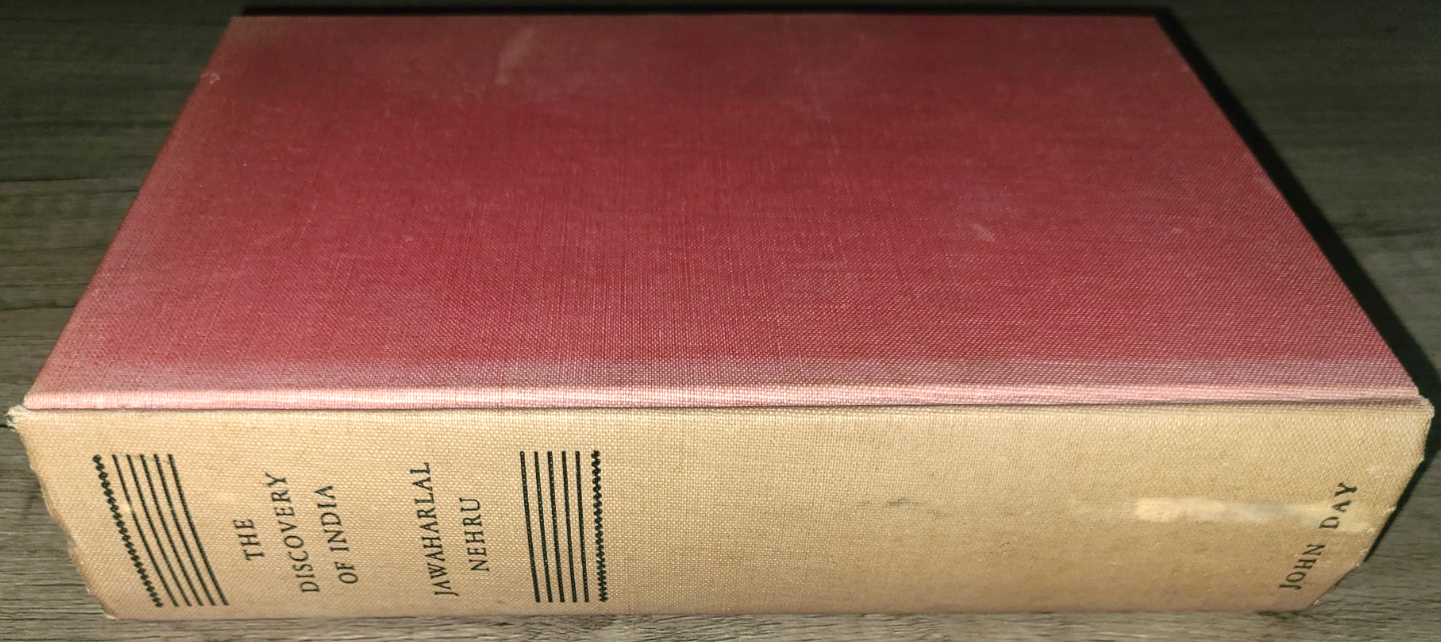 THE
DISCOVERY
OF INDIA
JAWAHARLAL
NEHRU
JOHN DAY